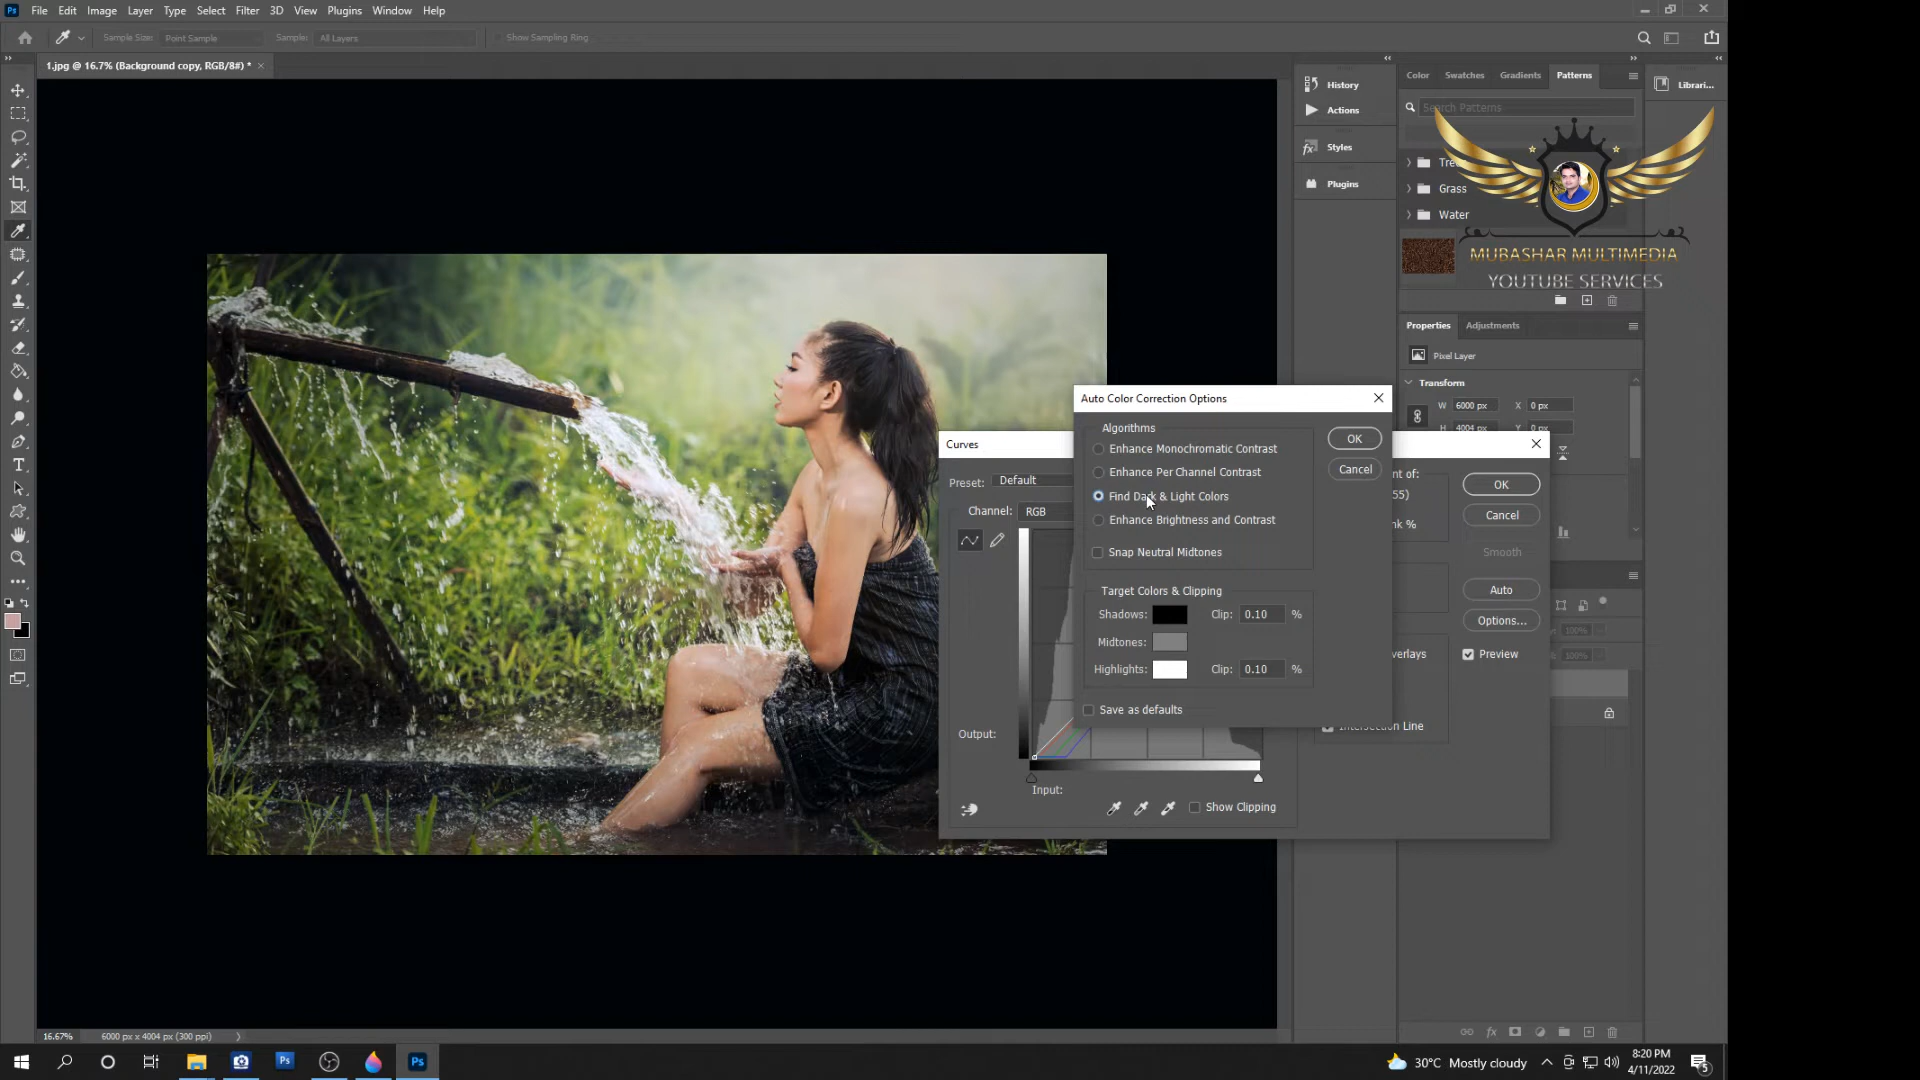 Ps File Edit Image Layer Type Select Filter 3D View Plugins Window Help
Sample Size: Point Sample Sample: All Layers Show Sampling Ring
1.jpg @ 16.7% (Background copy, RGB/8#) *
History
Actions
Styles
Plugins
Color Swatches Gradients Patterns
Search Patterns
Grass
Water
Librari...
MUBASHAR MULTIMEDIA
YOUTUBE SERVICES
Properties Adjustments
Pixel Layer
Transform
W 6000 px X 0 px
H 4004 px Y 0 px
Auto Color Correction Options
Algorithms
Enhance Monochromatic Contrast
Enhance Per Channel Contrast
Find Dark & Light Colors
Enhance Brightness and Contrast
Snap Neutral Midtones
OK
Cancel
Target Colors & Clipping
Shadows: Clip: 0.10 %
Midtones:
Highlights: Clip: 0.10 %
Save as defaults
Curves
Preset: Default
Channel: RGB
Output:
Input:
Show Clipping
OK
Cancel
Smooth
Auto
Options...
Preview
Intersection Line
16.67% 6000 px x 4004 px (300 ppi)
Ps Ps
30°C Mostly cloudy
8:20 PM
4/11/2022
5